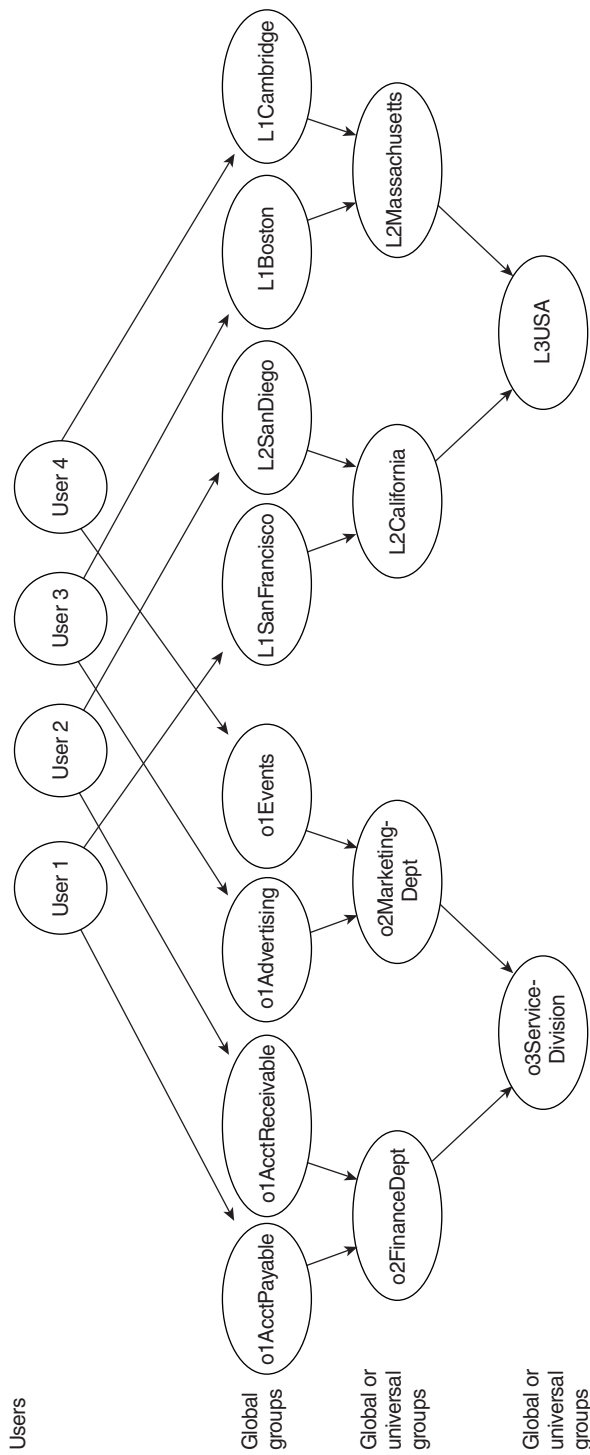 Users
User 1
User 2
User 3
User 4
Global
groups
o1AcctPayable
o1AcctReceivable
o1Advertising
o1Events
L1SanFrancisco
L2SanDiego
L1Boston
L1Cambridge
Global or
universal
groups
o2FinanceDept
o2Marketing-
Dept
L2California
L2Massachusetts
Global or
universal
groups
o3Service-
Division
L3USA